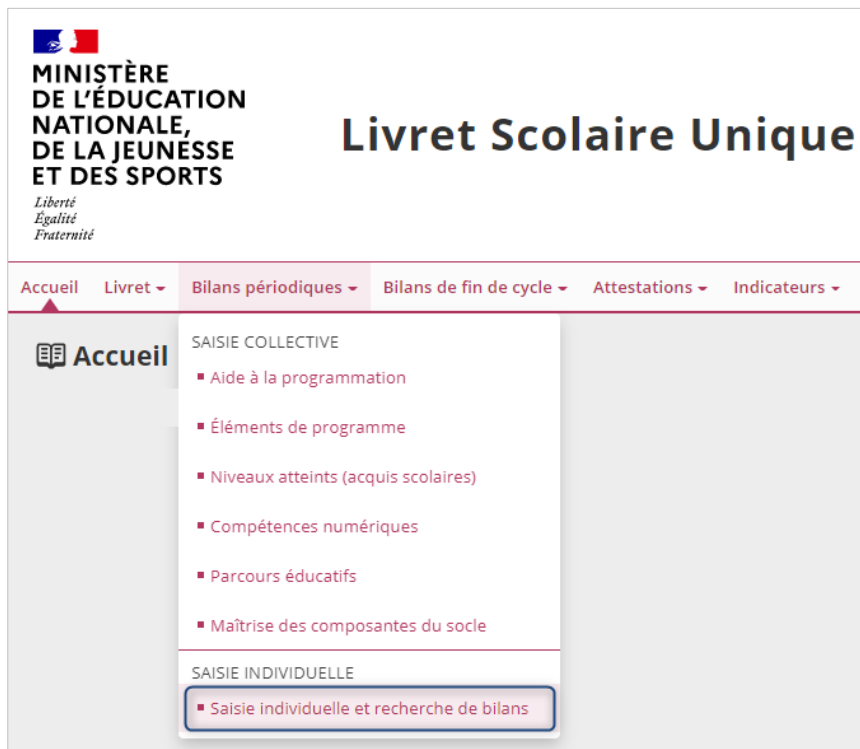 MINISTÈRE
DE L'ÉDUCATION
NATIONALE,
DE LA JEUNESSE
ET DES SPORTS
Liberté
Égalité
Fraternité
Livret Scolaire Unique
Accueil Livret Bilans périodiques Bilans de fin de cycle Attestations Indicateurs
Accueil
SAISIE COLLECTIVE
Aide à la programmation
Éléments de programme
Niveaux atteints (acquis scolaires)
Compétences numériques
Parcours éducatifs
Maîtrise des composantes du socle
SAISIE INDIVIDUELLE
Saisie individuelle et recherche de bilans